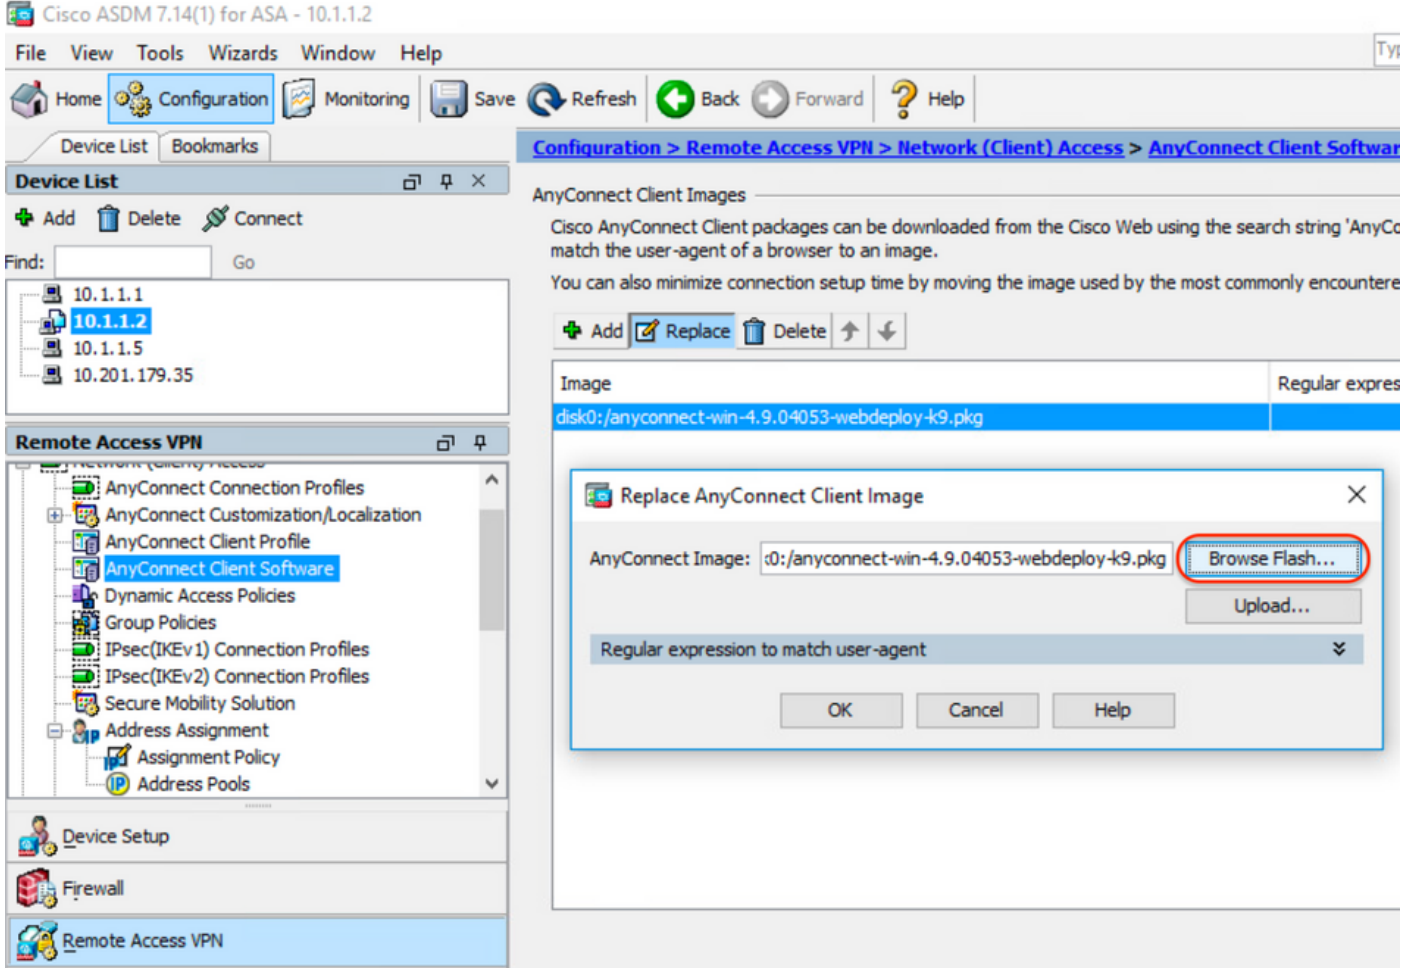 Cisco ASDM 7.14(1) for ASA - 10.1.1.2
File View Tools Wizards Window Help
Home Configuration Monitoring Save Refresh Back Forward Help
Device List Bookmarks
Configuration > Remote Access VPN > Network (Client) Access > AnyConnect Client Softwar
Device List
AnyConnect Client Images
Add Delete Connect
Cisco AnyConnect Client packages can be downloaded from the Cisco Web using the search string 'AnyCo
match the user-agent of a browser to an image.
Find: Go
You can also minimize connection setup time by moving the image used by the most commonly encountere
10.1.1.1
10.1.1.2
10.1.1.5
10.201.179.35
Add Replace Delete
Image Regular expres
disk0:/anyconnect-win-4.9.04053-webdeploy-k9.pkg
Remote Access VPN
Network (Client) Access
AnyConnect Connection Profiles
AnyConnect Customization/Localization
AnyConnect Client Profile
AnyConnect Client Software
Dynamic Access Policies
Group Policies
IPsec(IKEv1) Connection Profiles
IPsec(IKEv2) Connection Profiles
Secure Mobility Solution
Address Assignment
Assignment Policy
Address Pools
Replace AnyConnect Client Image
AnyConnect Image: :0:/anyconnect-win-4.9.04053-webdeploy-k9.pkg Browse Flash...
Upload...
Regular expression to match user-agent
OK Cancel Help
Device Setup
Firewall
Remote Access VPN